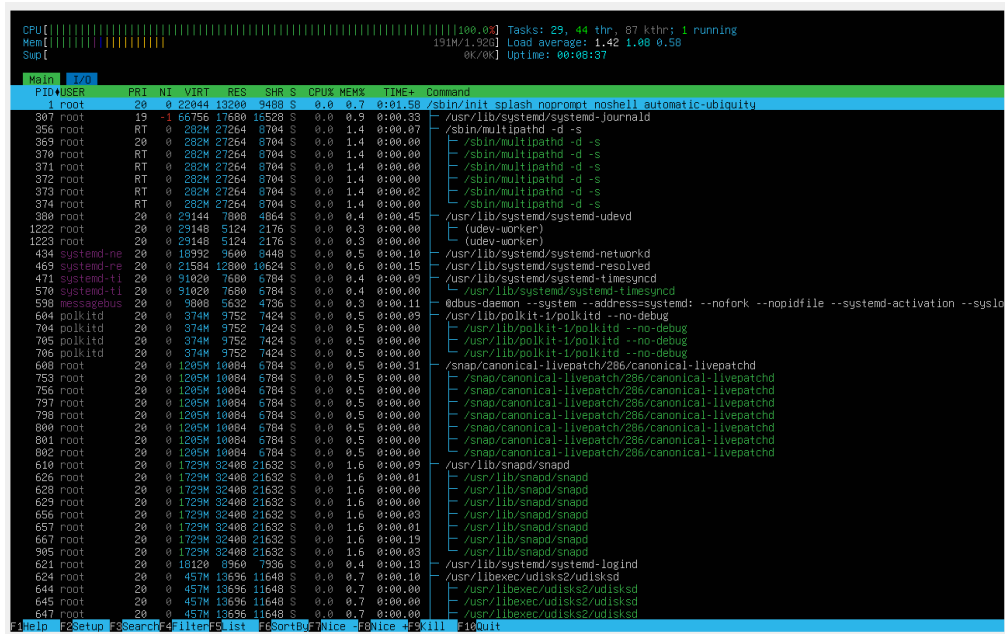 CPU[||||||||||||||||||||||||||||||||||||||||||||||||||||||||||||100.0%] Tasks: 29, 44 thr, 87 kthr; 1 running
Mem[||||||||||||||||| 191M/1.92G] Load average: 1.42 1.08 0.58
Swp[ 0K/0K] Uptime: 00:08:37
Main I/O
PID USER PRI NI VIRT RES SHR S CPU% MEM% TIME+ Command
1 root 20 0 22044 13200 9488 S 0.0 0.7 0:01.58 /sbin/init splash noprompt noshell automatic-ubiquity
307 root 19 -1 66756 17680 16528 S 0.0 0.9 0:00.33 /usr/lib/systemd/systemd-journald
356 root RT 0 282M 27264 8704 S 0.0 1.4 0:00.07 /sbin/multipathd -d -s
369 root 20 0 282M 27264 8704 S 0.0 1.4 0:00.00 /sbin/multipathd -d -s
370 root RT 0 282M 27264 8704 S 0.0 1.4 0:00.00 /sbin/multipathd -d -s
371 root RT 0 282M 27264 8704 S 0.0 1.4 0:00.00 /sbin/multipathd -d -s
372 root RT 0 282M 27264 8704 S 0.0 1.4 0:00.00 /sbin/multipathd -d -s
373 root RT 0 282M 27264 8704 S 0.0 1.4 0:00.02 /sbin/multipathd -d -s
374 root RT 0 282M 27264 8704 S 0.0 1.4 0:00.00 /sbin/multipathd -d -s
380 root 20 0 29144 7808 4864 S 0.0 0.4 0:00.45 /usr/lib/systemd/systemd-udevd
1222 root 20 0 29148 5124 2176 S 0.0 0.3 0:00.00 (udev-worker)
1223 root 20 0 29148 5124 2176 S 0.0 0.3 0:00.00 (udev-worker)
434 systemd-ne 20 0 18992 9600 8448 S 0.0 0.5 0:00.10 /usr/lib/systemd/systemd-networkd
469 systemd-re 20 0 21584 12800 10624 S 0.0 0.6 0:00.15 /usr/lib/systemd/systemd-resolved
471 systemd-ti 20 0 91020 7680 6784 S 0.0 0.4 0:00.09 /usr/lib/systemd/systemd-timesyncd
570 systemd-ti 20 0 91020 7680 6784 S 0.0 0.4 0:00.00 /usr/lib/systemd/systemd-timesyncd
598 messagebus 20 0 9808 5632 4736 S 0.0 0.3 0:00.11 @dbus-daemon --system --address=systemd: --nofork --nopidfile --systemd-activation --syslo
604 polkitd 20 0 374M 9752 7424 S 0.0 0.5 0:00.09 /usr/lib/polkit-1/polkitd --no-debug
704 polkitd 20 0 374M 9752 7424 S 0.0 0.5 0:00.00 /usr/lib/polkit-1/polkitd --no-debug
705 polkitd 20 0 374M 9752 7424 S 0.0 0.5 0:00.00 /usr/lib/polkit-1/polkitd --no-debug
706 polkitd 20 0 374M 9752 7424 S 0.0 0.5 0:00.00 /usr/lib/polkit-1/polkitd --no-debug
608 root 20 0 1205M 10084 6784 S 0.0 0.5 0:00.31 /snap/canonical-livepatch/286/canonical-livepatchd
753 root 20 0 1205M 10084 6784 S 0.0 0.5 0:00.00 /snap/canonical-livepatch/286/canonical-livepatchd
756 root 20 0 1205M 10084 6784 S 0.0 0.5 0:00.00 /snap/canonical-livepatch/286/canonical-livepatchd
797 root 20 0 1205M 10084 6784 S 0.0 0.5 0:00.00 /snap/canonical-livepatch/286/canonical-livepatchd
798 root 20 0 1205M 10084 6784 S 0.0 0.5 0:00.00 /snap/canonical-livepatch/286/canonical-livepatchd
800 root 20 0 1205M 10084 6784 S 0.0 0.5 0:00.00 /snap/canonical-livepatch/286/canonical-livepatchd
801 root 20 0 1205M 10084 6784 S 0.0 0.5 0:00.00 /snap/canonical-livepatch/286/canonical-livepatchd
802 root 20 0 1205M 10084 6784 S 0.0 0.5 0:00.00 /snap/canonical-livepatch/286/canonical-livepatchd
610 root 20 0 1729M 32408 21632 S 0.0 1.6 0:00.09 /usr/lib/snapd/snapd
626 root 20 0 1729M 32408 21632 S 0.0 1.6 0:00.01 /usr/lib/snapd/snapd
628 root 20 0 1729M 32408 21632 S 0.0 1.6 0:00.00 /usr/lib/snapd/snapd
629 root 20 0 1729M 32408 21632 S 0.0 1.6 0:00.00 /usr/lib/snapd/snapd
656 root 20 0 1729M 32408 21632 S 0.0 1.6 0:00.03 /usr/lib/snapd/snapd
657 root 20 0 1729M 32408 21632 S 0.0 1.6 0:00.01 /usr/lib/snapd/snapd
667 root 20 0 1729M 32408 21632 S 0.0 1.6 0:00.19 /usr/lib/snapd/snapd
905 root 20 0 1729M 32408 21632 S 0.0 1.6 0:00.03 /usr/lib/snapd/snapd
621 root 20 0 18120 8960 7936 S 0.0 0.4 0:00.13 /usr/lib/systemd/systemd-logind
624 root 20 0 457M 13696 11648 S 0.0 0.7 0:00.10 /usr/libexec/udisks2/udisksd
644 root 20 0 457M 13696 11648 S 0.0 0.7 0:00.00 /usr/libexec/udisks2/udisksd
645 root 20 0 457M 13696 11648 S 0.0 0.7 0:00.00 /usr/libexec/udisks2/udisksd
647 root 20 0 457M 13696 11648 S 0.0 0.7 0:00.00 /usr/libexec/udisks2/udisksd
F1Help F2Setup F3SearchF4FilterF5List F6SortByF7Nice -F8Nice +F9Kill F10Quit